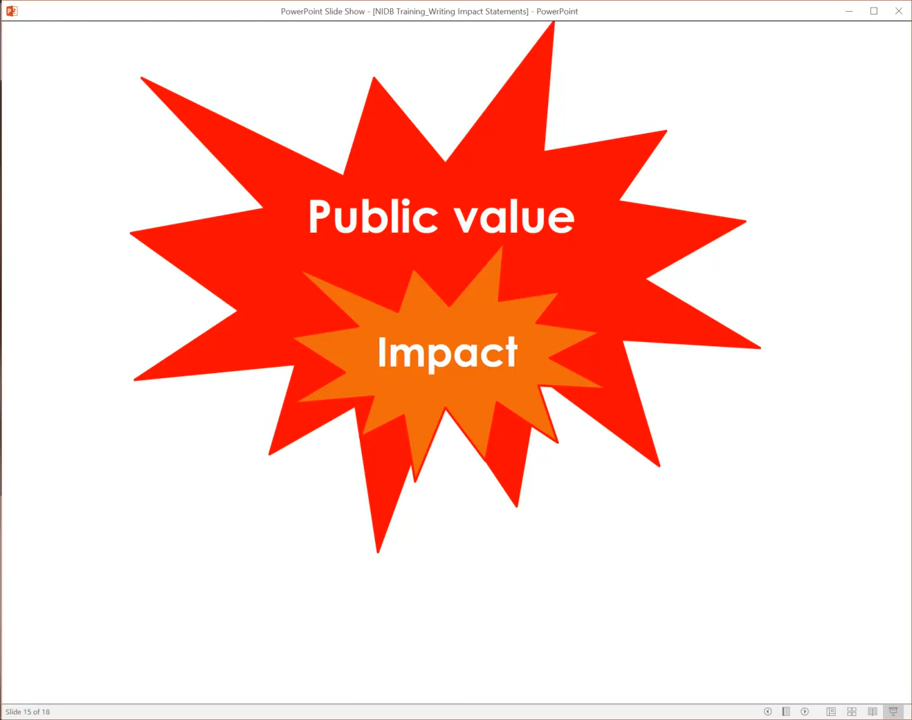 PowerPoint Slide Show - [NIDB Training_Writing Impact Statements] - PowerPoint
Public value
Impact
Slide 15 of 18